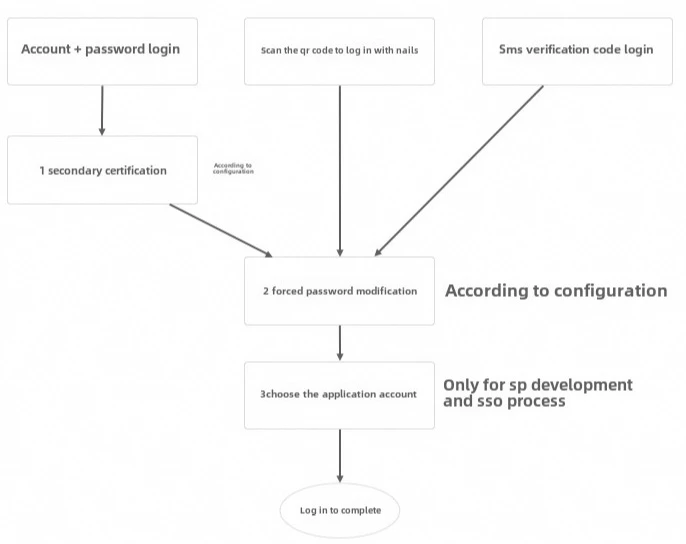 Account + password login
Scan the qr code to log in with nails
Sms verification code login
1 secondary certification
According to
configuration
2 forced password modification
According to configuration
3choose the application account
Only for sp development
and sso process
Log in to complete